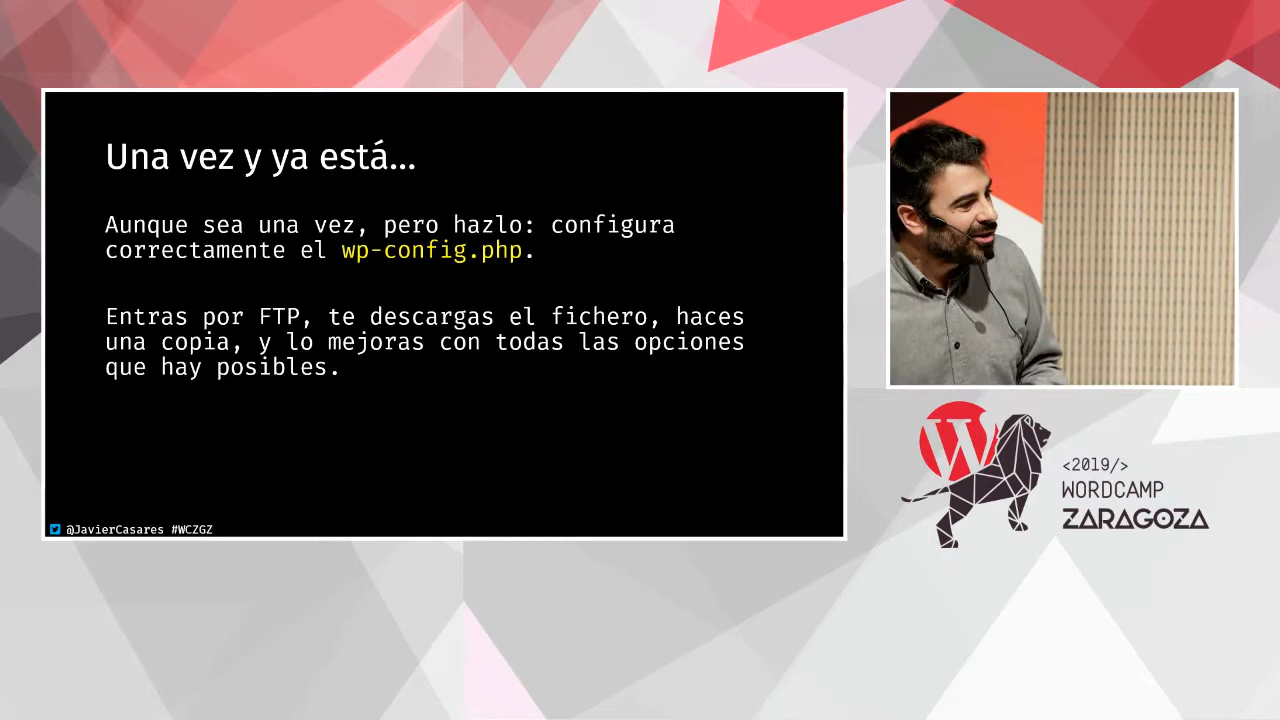 Una vez y ya está...
Aunque sea una vez, pero hazlo: configura
correctamente el wp-config.php.
Entras por FTP, te descargas el fichero, haces
una copia, y lo mejoras con todas las opciones
que hay posibles.
@JavierCasares #WCZGZ
W
<2019/>
WORDCAMP
ZARAGOZA